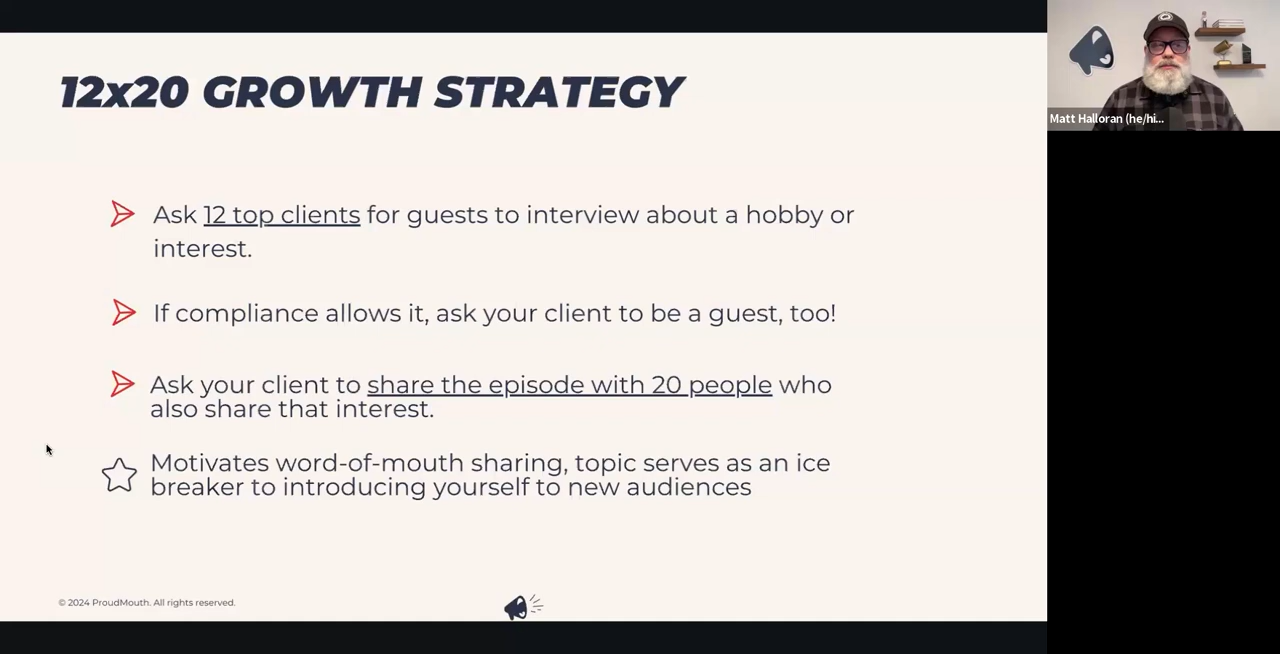 12x20 GROWTH STRATEGY
Ask 12 top clients for guests to interview about a hobby or
interest.
If compliance allows it, ask your client to be a guest, too!
Ask your client to share the episode with 20 people who
also share that interest.
Motivates word-of-mouth sharing, topic serves as an ice
breaker to introducing yourself to new audiences
© 2024 ProudMouth. All rights reserved.
Matt Halloran (he/hi...